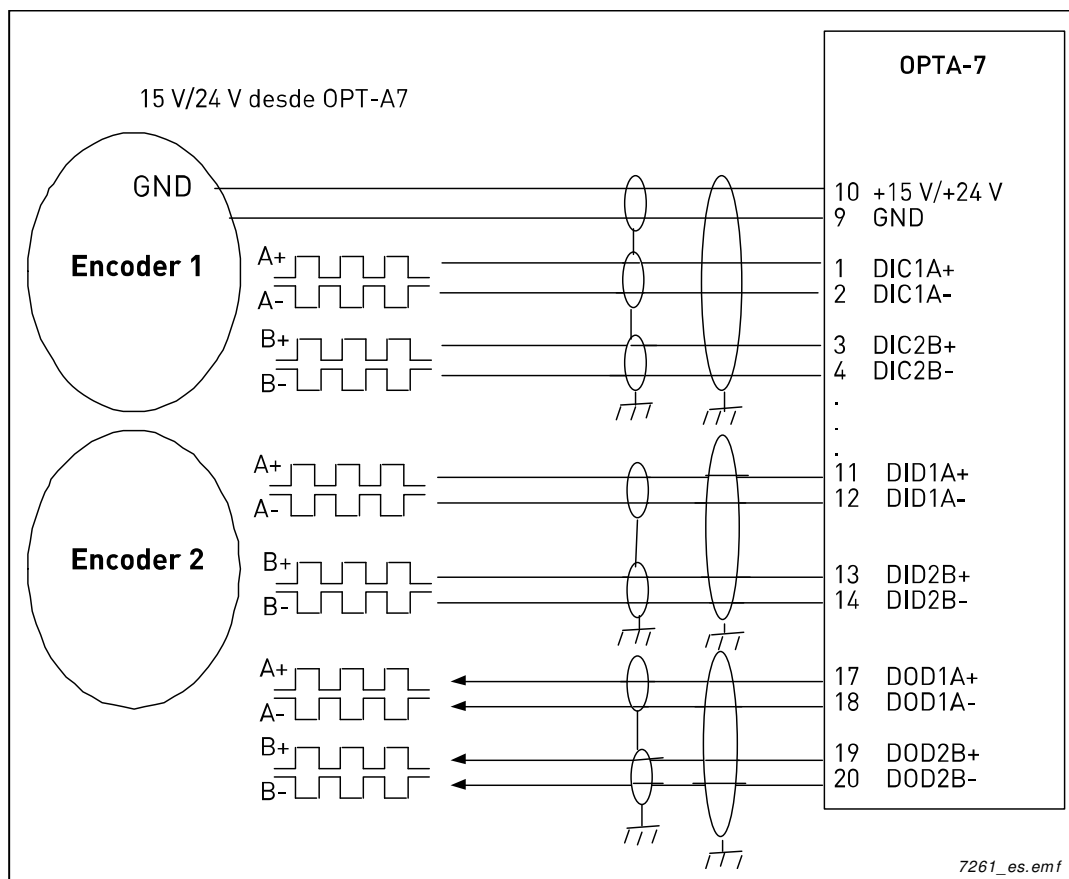 OPTA-7
15 V/24 V desde OPT-A7
GND
10 +15 V/+24 V
9 GND
Encoder 1
A+
A-
1 DIC1A+
2 DIC1A-
B+
B-
3 DIC2B+
4 DIC2B-
.
.
.
A+
A-
11 DID1A+
12 DID1A-
Encoder 2
B+
B-
13 DID2B+
14 DID2B-
A+
A-
17 DOD1A+
18 DOD1A-
B+
B-
19 DOD2B+
20 DOD2B-
7261_es.emf